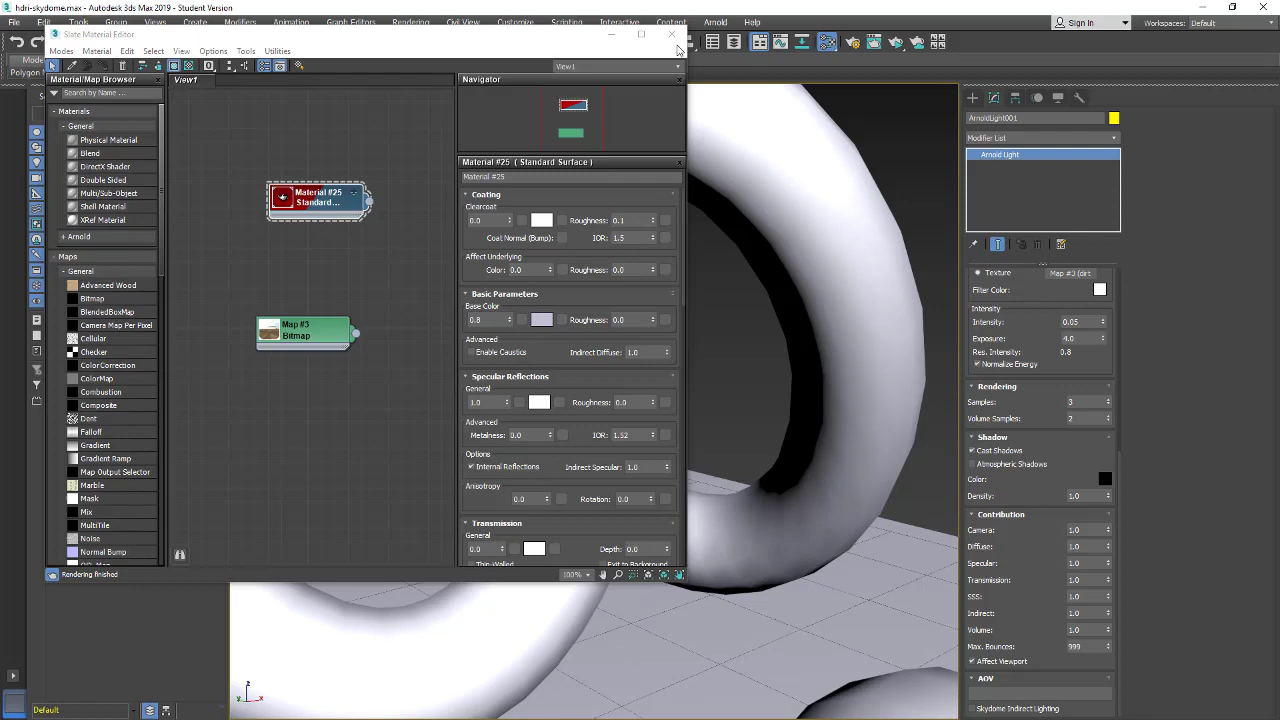 hdri-skydome.max - Autodesk 3ds Max 2019 - Student Version
File Edit Tools Group Views Create Modifiers Animation Graph Editors Rendering Civil View Customize Scripting Interactive Content Arnold Help
Sign In Workspaces: Default
Slate Material Editor
Modes Material Edit Select View Options Tools Utilities
View1
Material/Map Browser
Search by Name ...
- Materials
- General
Physical Material
Blend
DirectX Shader
Double Sided
Multi/Sub-Object
Shell Material
XRef Material
+ Arnold
- Maps
- General
Advanced Wood
Bitmap
BlendedBoxMap
Camera Map Per Pixel
Cellular
Checker
ColorCorrection
ColorMap
Combustion
Composite
Dent
Falloff
Gradient
Gradient Ramp
Map Output Selector
Marble
Mask
Mix
MultiTile
Noise
Normal Bump
Rendering finished
View1
Material #25
Standard...
Map #3
Bitmap
Navigator
Material #25 ( Standard Surface )
Material #25
Coating
Clearcoat
0.0 Roughness: 0.1
Coat Normal (Bump): IOR: 1.5
Affect Underlying
Color: 0.0 Roughness: 0.0
Basic Parameters
Base Color
0.8 Roughness: 0.0
Advanced
Enable Caustics Indirect Diffuse: 1.0
Specular Reflections
General
1.0 Roughness: 0.0
Advanced
Metalness: 0.0 IOR: 1.52
Options
Internal Reflections Indirect Specular: 1.0
Anisotropy
0.0 Rotation: 0.0
Transmission
General
0.0 Depth: 0.0
Thin-Walled Exit to Background
100%
ArnoldLight001
Modifier List
Arnold Light
Texture Map #3 (dirt
Filter Color:
Intensity
Intensity: 0.05
Exposure: 4.0
Res. Intensity: 0.8
Normalize Energy
Rendering
Samples: 3
Volume Samples: 2
Shadow
Cast Shadows
Atmospheric Shadows
Color:
Density: 1.0
Contribution
Camera: 1.0
Diffuse: 1.0
Specular: 1.0
Transmission: 1.0
SSS: 1.0
Indirect: 1.0
Volume: 1.0
Max. Bounces: 999
Affect Viewport
AOV
Skydome Indirect Lighting
Default
z
y x